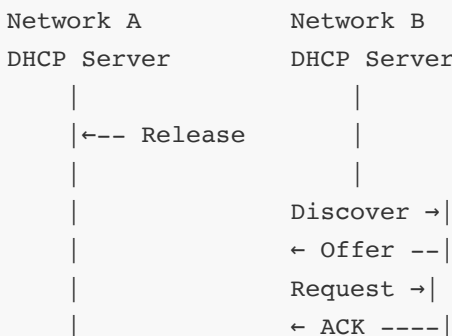 Network A          Network B
DHCP Server        DHCP Server
    |                  |
    |←-- Release       |
    |                  |
    |              Discover →|
    |              ← Offer --|
    |              Request →|
    |              ← ACK ----|